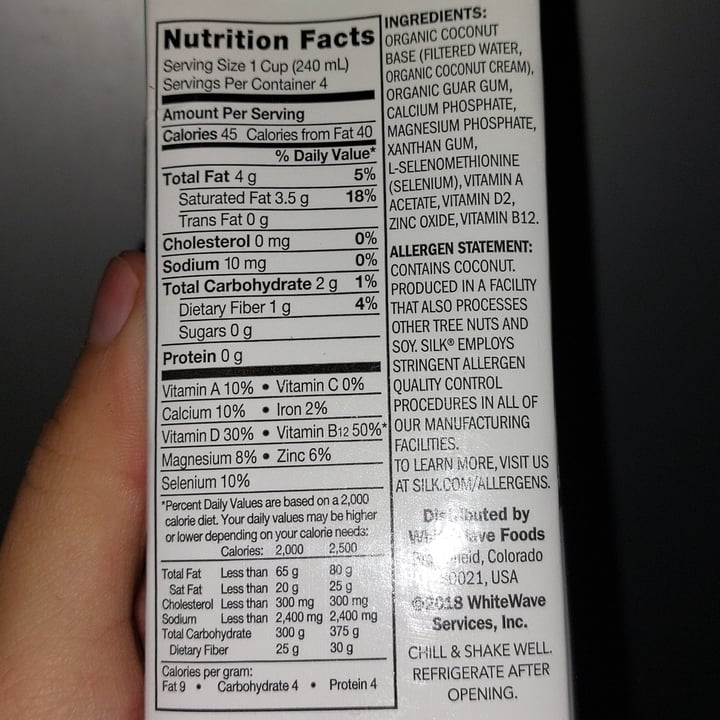 Nutrition Facts
Serving Size 1 Cup (240 mL)
Servings Per Container 4
Amount Per Serving
Calories 45 Calories from Fat 40
% Daily Value*
Total Fat 4 g 5%
Saturated Fat 3.5 g 18%
Trans Fat 0 g
Cholesterol 0 mg 0%
Sodium 10 mg 0%
Total Carbohydrate 2 g 1%
Dietary Fiber 1 g 4%
Sugars 0 g
Protein 0 g
Vitamin A 10% • Vitamin C 0%
Calcium 10% • Iron 2%
Vitamin D 30% • Vitamin B12 50%*
Magnesium 8% • Zinc 6%
Selenium 10%
*Percent Daily Values are based on a 2,000
calorie diet. Your daily values may be higher
or lower depending on your calorie needs:
Calories: 2,000 2,500
Total Fat Less than 65 g 80 g
Sat Fat Less than 20 g 25 g
Cholesterol Less than 300 mg 300 mg
Sodium Less than 2,400 mg 2,400 mg
Total Carbohydrate 300 g 375 g
Dietary Fiber 25 g 30 g
Calories per gram:
Fat 9 • Carbohydrate 4 • Protein 4
INGREDIENTS:
ORGANIC COCONUT
BASE (FILTERED WATER,
ORGANIC COCONUT CREAM),
ORGANIC GUAR GUM,
CALCIUM PHOSPHATE,
MAGNESIUM PHOSPHATE,
XANTHAN GUM,
L-SELENOMETHIONINE
(SELENIUM), VITAMIN A
ACETATE, VITAMIN D2,
ZINC OXIDE, VITAMIN B12.
ALLERGEN STATEMENT:
CONTAINS COCONUT.
PRODUCED IN A FACILITY
THAT ALSO PROCESSES
OTHER TREE NUTS AND
SOY. SILK® EMPLOYS
STRINGENT ALLERGEN
QUALITY CONTROL
PROCEDURES IN ALL OF
OUR MANUFACTURING
FACILITIES.
TO LEARN MORE, VISIT US
AT SILK.COM/ALLERGENS.
Distributed by
WhiteWave Foods
Colorado
USA
©2018 WhiteWave
Services, Inc.
CHILL & SHAKE WELL.
REFRIGERATE AFTER
OPENING.